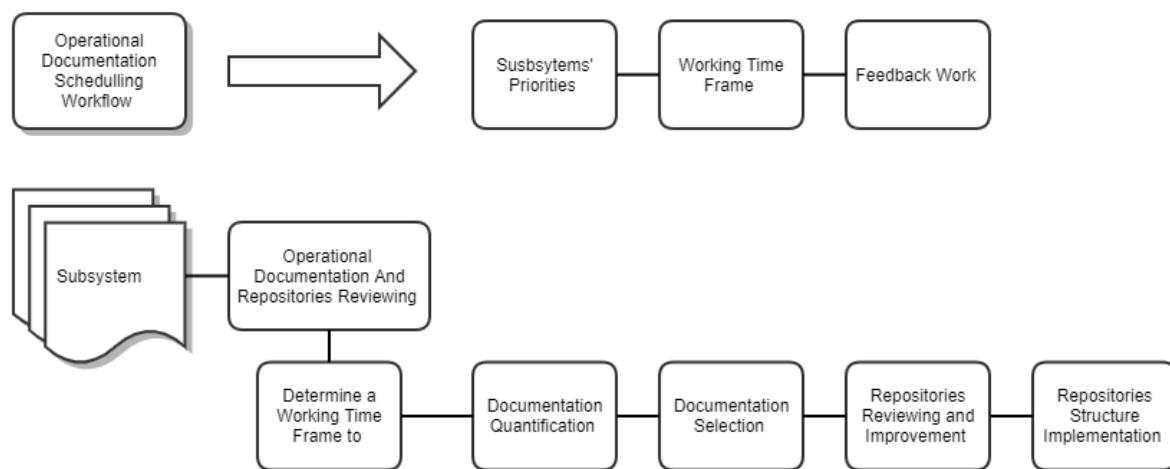 Operational
Documentation
Schedulling
Workflow
Susbsytems'
Priorities
Working Time
Frame
Feedback Work
Subsystem
Operational
Documentation And
Repositories Reviewing
Determine a
Working Time
Frame to
Documentation
Quantification
Documentation
Selection
Repositories
Reviewing and
Improvement
Repositories
Structure
Implementation